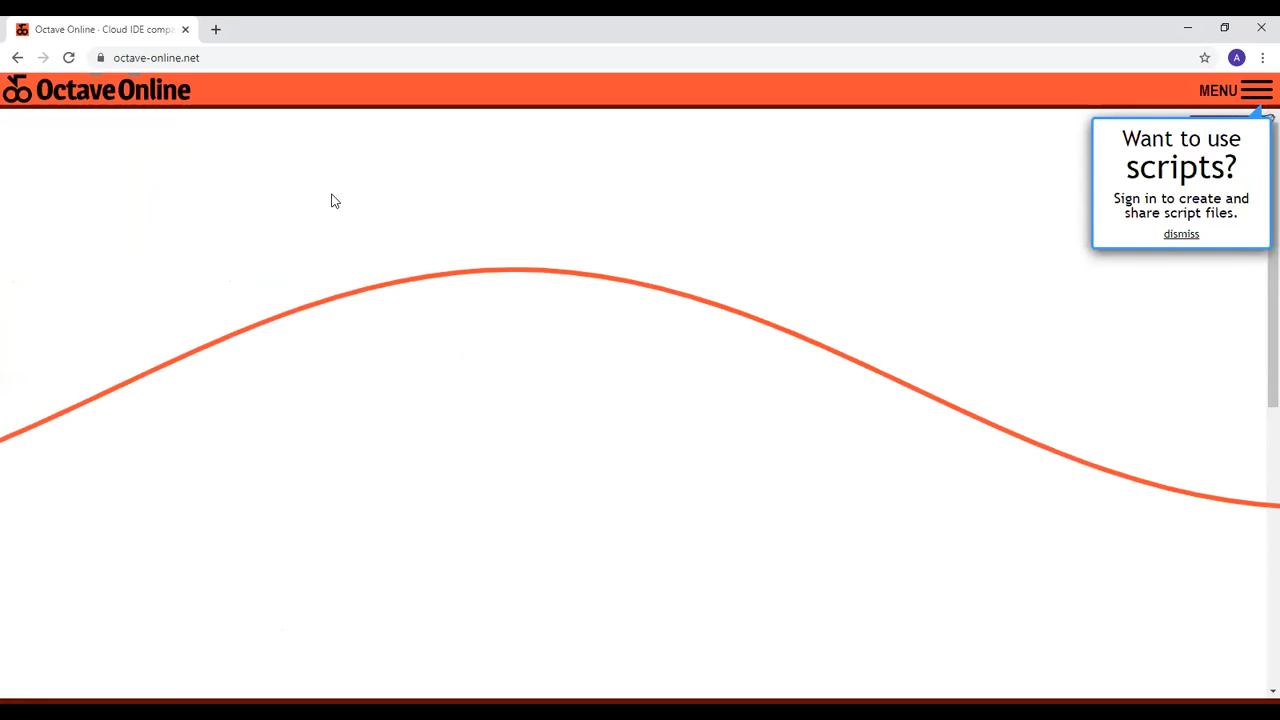 Octave Online · Cloud IDE compa
octave-online.net
A
Octave Online
MENU
Want to use
scripts?
Sign in to create and
share script files.
dismiss